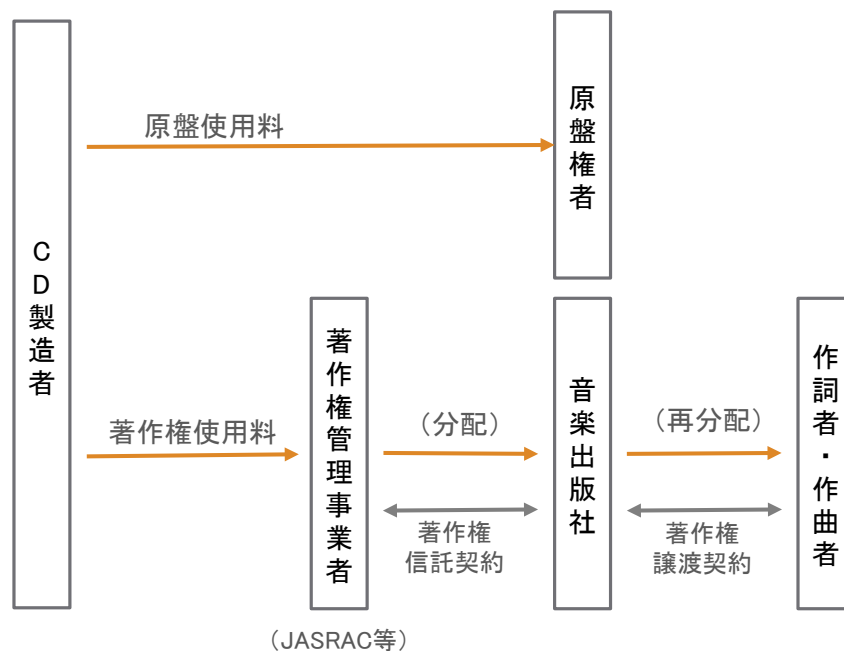 原盤使用料
原盤権者
CD製造者
著作権使用料
著作権管理事業者
（分配）
音楽出版社
（再分配）
作詞者・作曲者
著作権
信託契約
著作権
譲渡契約
（JASRAC等）